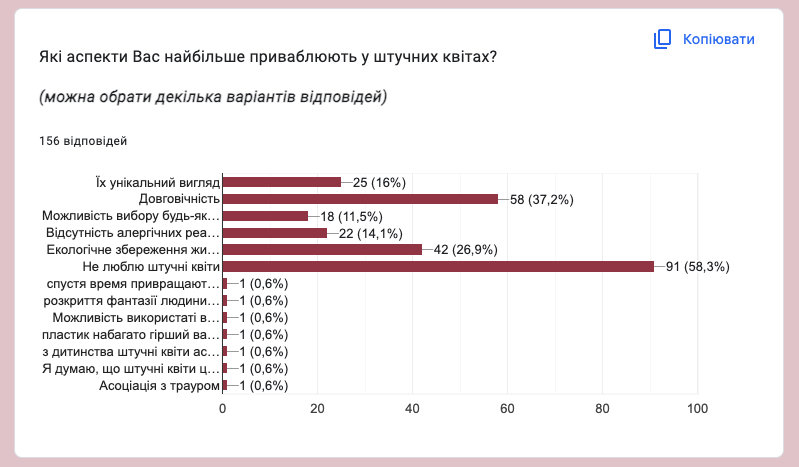 Копіювати
Які аспекти Вас найбільше приваблюють у штучних квітах?
(можна обрати декілька варіантів відповідей)
156 відповідей
Їх унікальний вигляд 25 (16%)
Довговічність 58 (37,2%)
Можливість вибору будь-як… 18 (11,5%)
Відсутність алергічних реа… 22 (14,1%)
Екологічне збереження жи… 42 (26,9%)
Не люблю штучні квіти 91 (58,3%)
спустя время привращают… 1 (0,6%)
розкриття фантазії людини… 1 (0,6%)
Можливість використаті в… 1 (0,6%)
пластик набагато гірший ва… 1 (0,6%)
з дитинства штучні квіти ас… 1 (0,6%)
Я думаю, що штучні квіти ц… 1 (0,6%)
Асоціація з трауром 1 (0,6%)
0 20 40 60 80 100